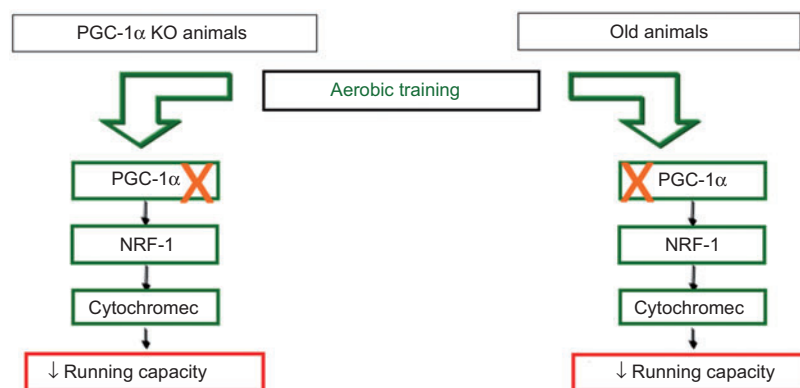 PGC-1α KO animals
Old animals
Aerobic training
PGC-1α X
X PGC-1α
NRF-1
NRF-1
Cytochromec
Cytochromec
↓ Running capacity
↓ Running capacity